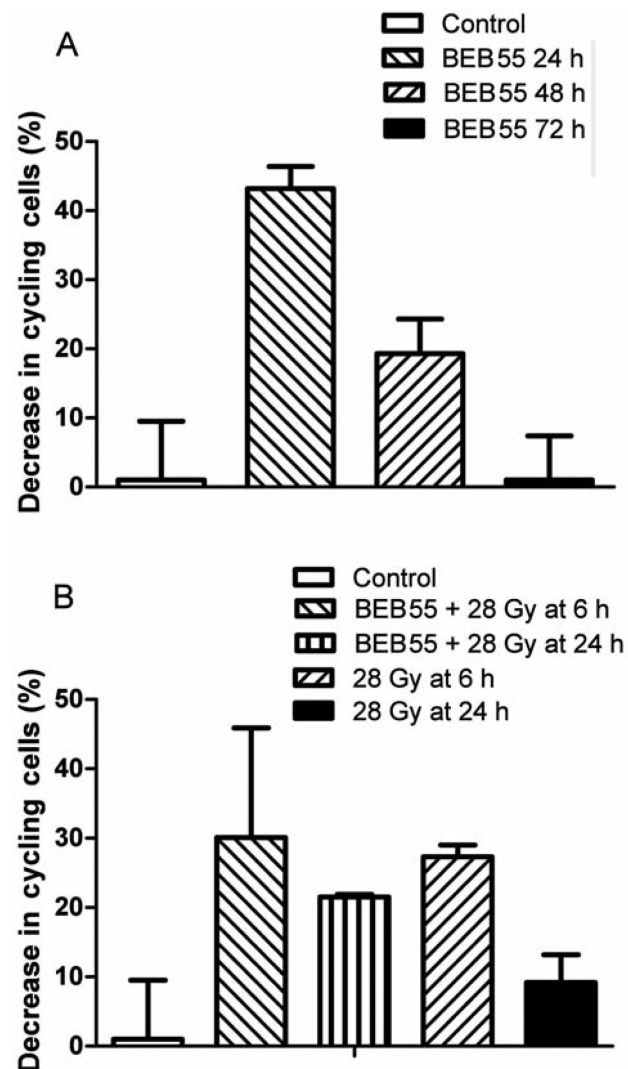 A
Control
BEB55 24 h
BEB55 48 h
BEB55 72 h
Decrease in cycling cells (%)
50
40
30
20
10
0
B
Control
BEB55 + 28 Gy at 6 h
BEB55 + 28 Gy at 24 h
28 Gy at 6 h
28 Gy at 24 h
Decrease in cycling cells (%)
50
40
30
20
10
0